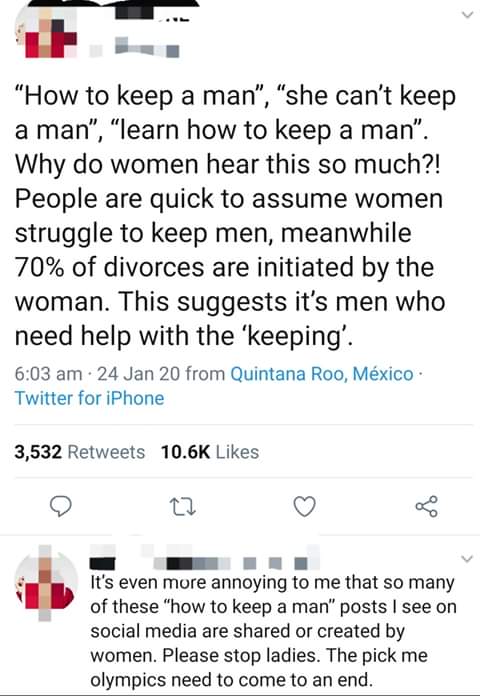 “How to keep a man”, “she can’t keep
a man”, “learn how to keep a man”.
Why do women hear this so much?!
People are quick to assume women
struggle to keep men, meanwhile
70% of divorces are initiated by the
woman. This suggests it’s men who
need help with the ‘keeping’.
6:03 am · 24 Jan 20 from Quintana Roo, México ·
Twitter for iPhone
3,532 Retweets 10.6K Likes
It's even more annoying to me that so many
of these “how to keep a man” posts I see on
social media are shared or created by
women. Please stop ladies. The pick me
olympics need to come to an end.